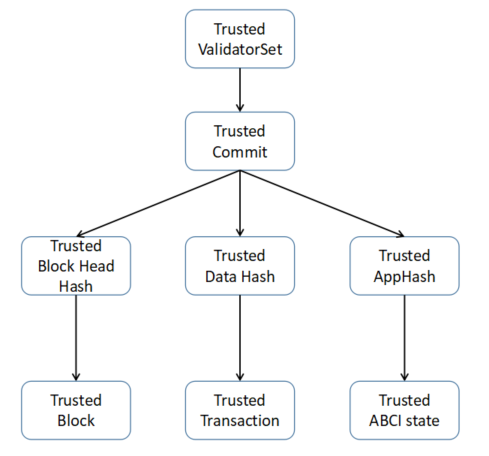 Trusted
ValidatorSet
Trusted
Commit
Trusted
Block Head
Hash
Trusted
Data Hash
Trusted
AppHash
Trusted
Block
Trusted
Transaction
Trusted
ABCI state